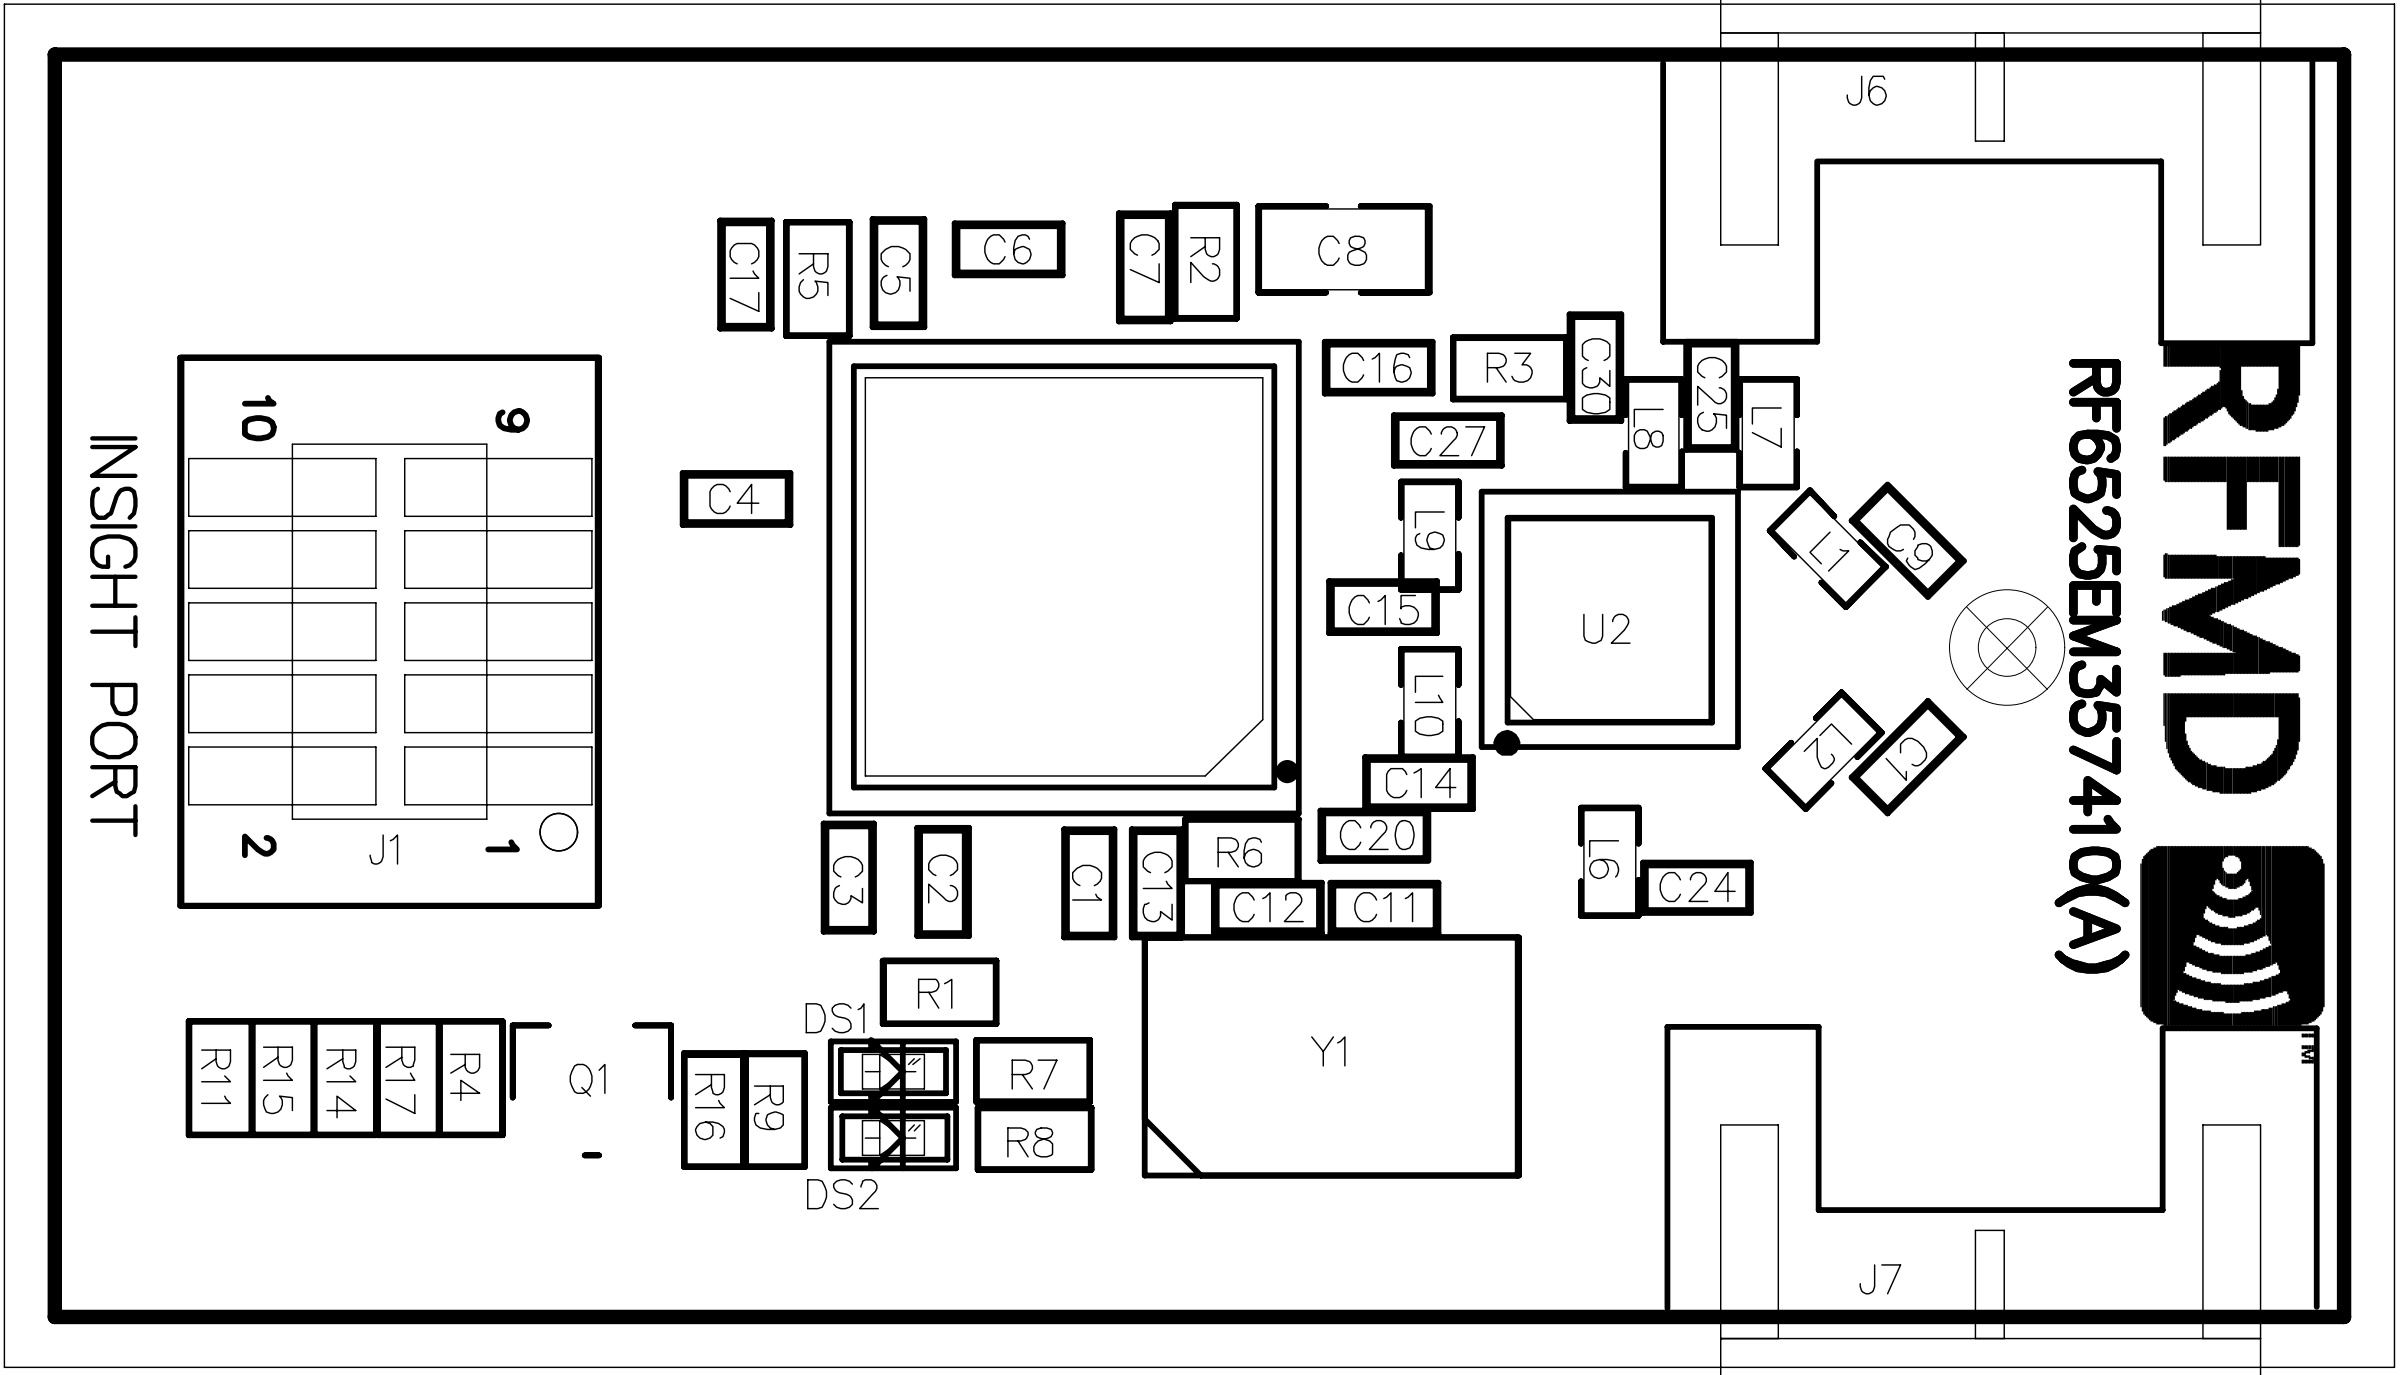 J6
C17
R5
C5
C6
C7
R2
C8
C16
R3
C30
L8
C25
L7
C27
C4
L9
L1
C9
C15
U2
L10
L2
C1
C14
C20
10
9
2
J1
1
INSIGHT PORT
C3
C2
C1
C13
R6
C12
C11
L6
C24
R1
DS1
R11
R15
R14
R17
R4
Q1
R16
R9
R7
R8
DS2
Y1
RF6525EM357410(A)
RFMD
TM
J7